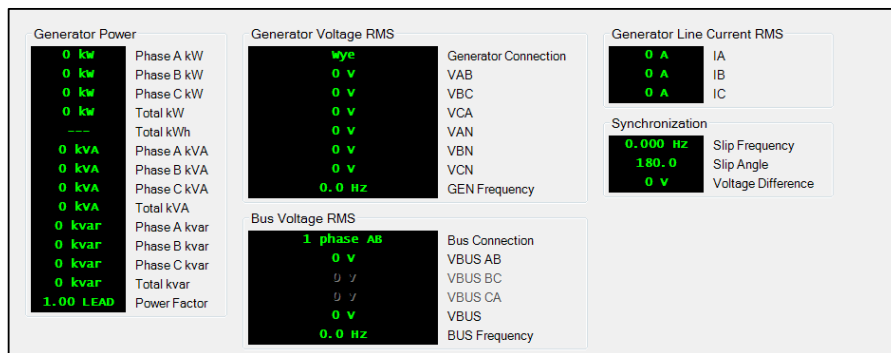 Generator Power
0 kW Phase A kW
0 kW Phase B kW
0 kW Phase C kW
0 kW Total kW
--- Total kWh
0 kVA Phase A kVA
0 kVA Phase B kVA
0 kVA Phase C kVA
0 kVA Total kVA
0 kvar Phase A kvar
0 kvar Phase B kvar
0 kvar Phase C kvar
0 kvar Total kvar
1.00 LEAD Power Factor
Generator Voltage RMS
Wye Generator Connection
0 V VAB
0 V VBC
0 V VCA
0 V VAN
0 V VBN
0 V VCN
0.0 Hz GEN Frequency
Bus Voltage RMS
1 phase AB Bus Connection
0 V VBUS AB
0 V VBUS BC
0 V VBUS CA
0 V VBUS
0.0 Hz BUS Frequency
Generator Line Current RMS
0 A IA
0 A IB
0 A IC
Synchronization
0.000 Hz Slip Frequency
180.0 Slip Angle
0 V Voltage Difference